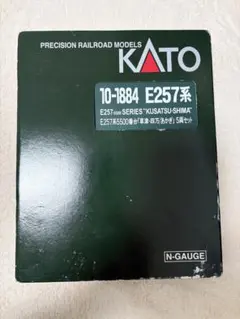 PRECISION RAILROAD MODELS
KATO
10-1884 E257系
E257 5500 SERIES "KUSATSU・SHIMA"
E257系5500番台「草津・四万/あかぎ」5両セット
N-GAUGE